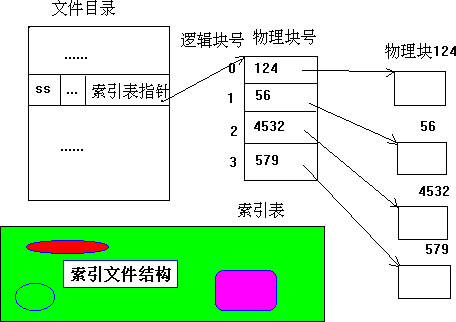 文件目录
逻辑块号
物理块号
物理块124
......
0
124
ss
...
索引表指针
1
56
56
2
4532
......
3
579
4532
索引表
579
索引文件结构